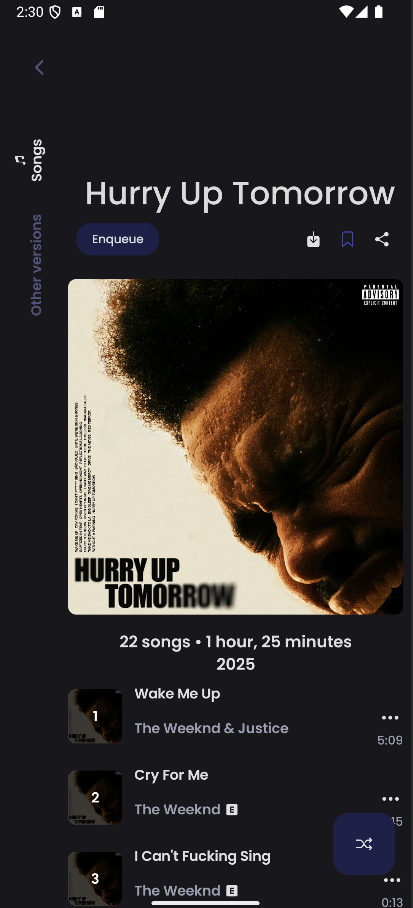 2:30
A
Songs
Other versions
Hurry Up Tomorrow
Enqueue
PARENTAL
ADVISORY
EXPLICIT CONTENT
HURRY UP
TOMORROW
22 songs • 1 hour, 25 minutes
2025
1
Wake Me Up
The Weeknd & Justice
5:09
2
Cry For Me
The Weeknd E
15
3
I Can't Fucking Sing
The Weeknd E
0:13